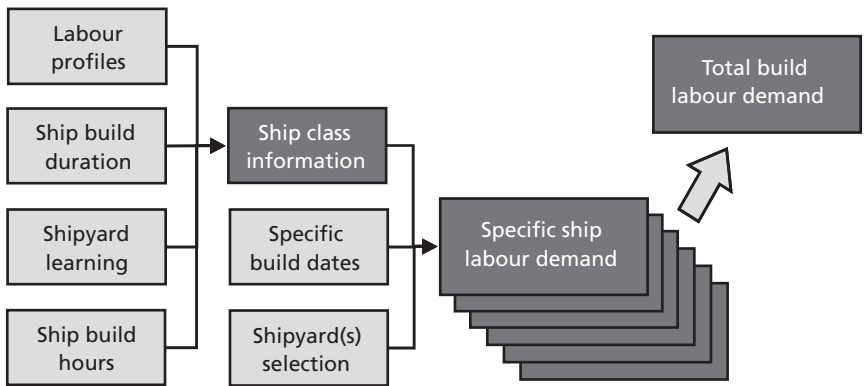 Labour
profiles
Ship build
duration
Shipyard
learning
Ship build
hours
Ship class
information
Specific
build dates
Shipyard(s)
selection
Specific ship
labour demand
Total build
labour demand